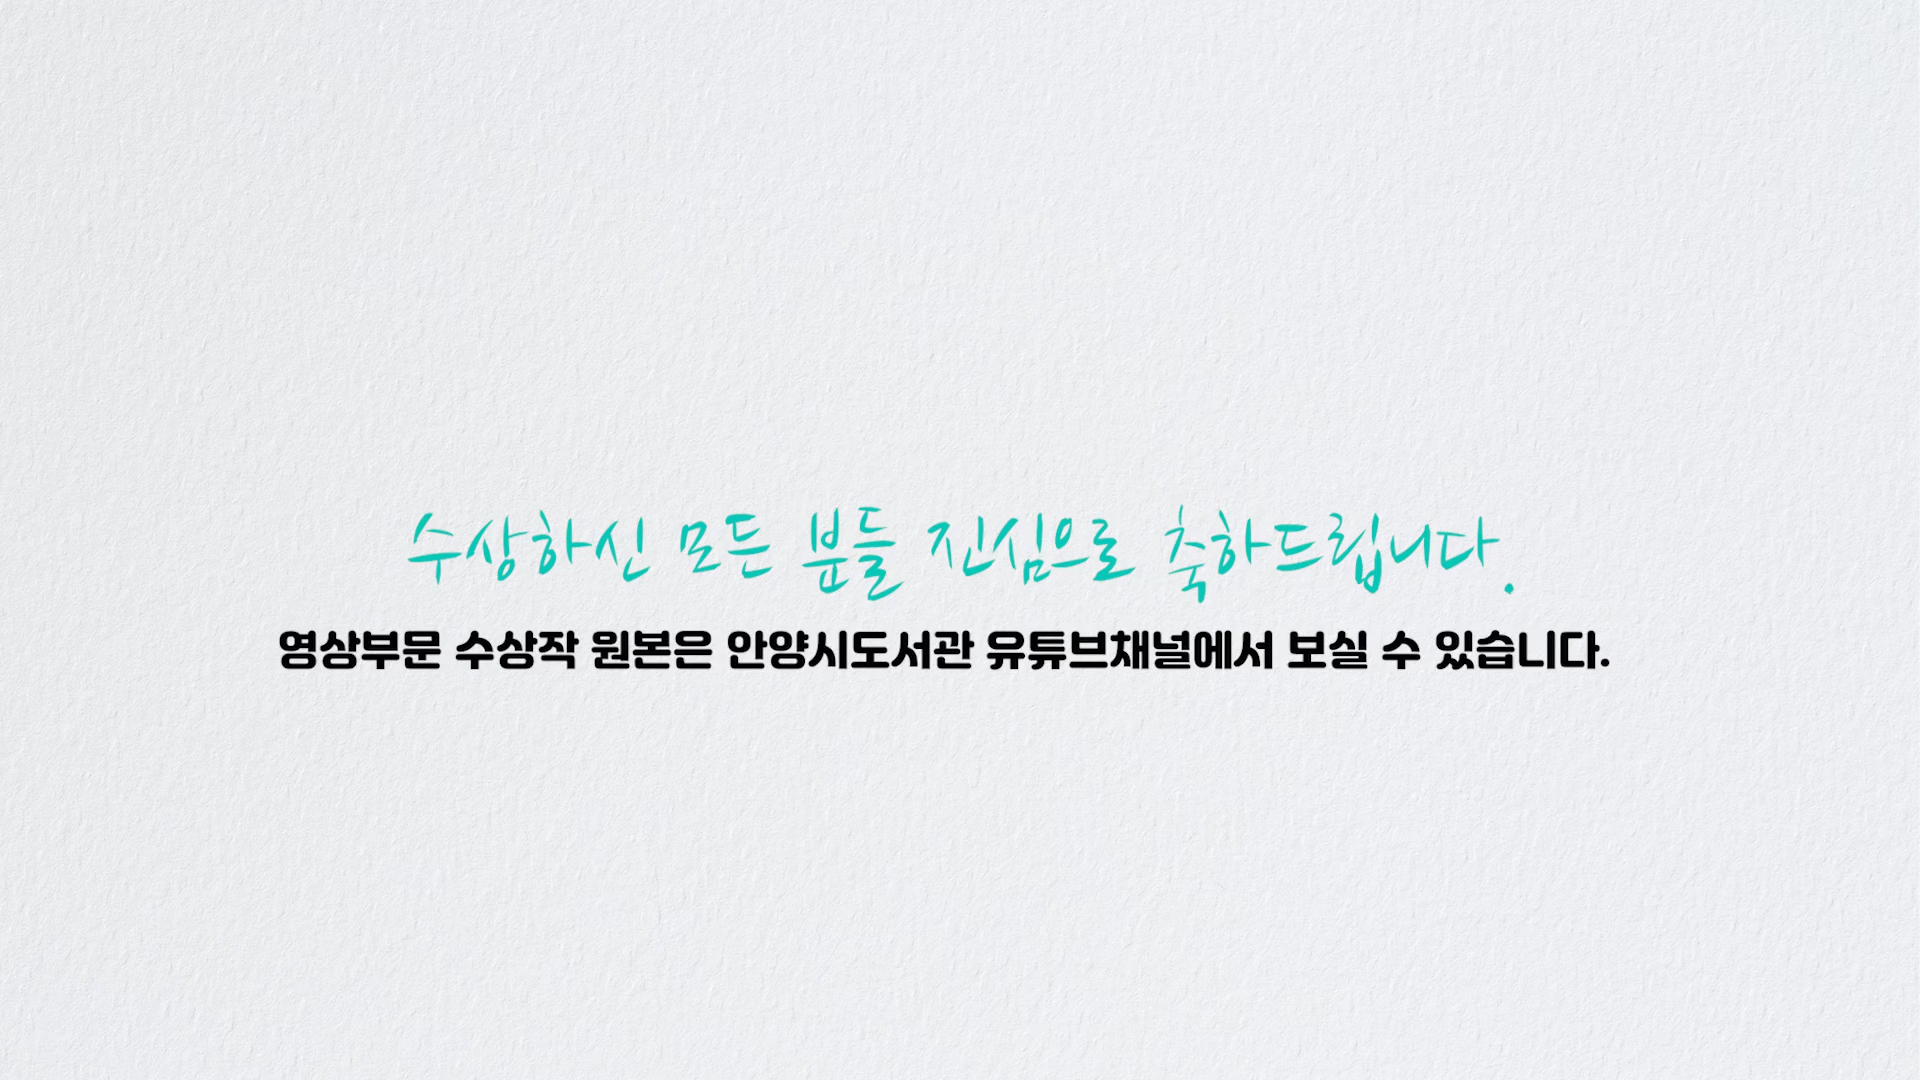 수상하신 모든 분들 진심으로 축하드립니다.
영상부문 수상작 원본은 안양시도서관 유튜브채널에서 보실 수 있습니다.